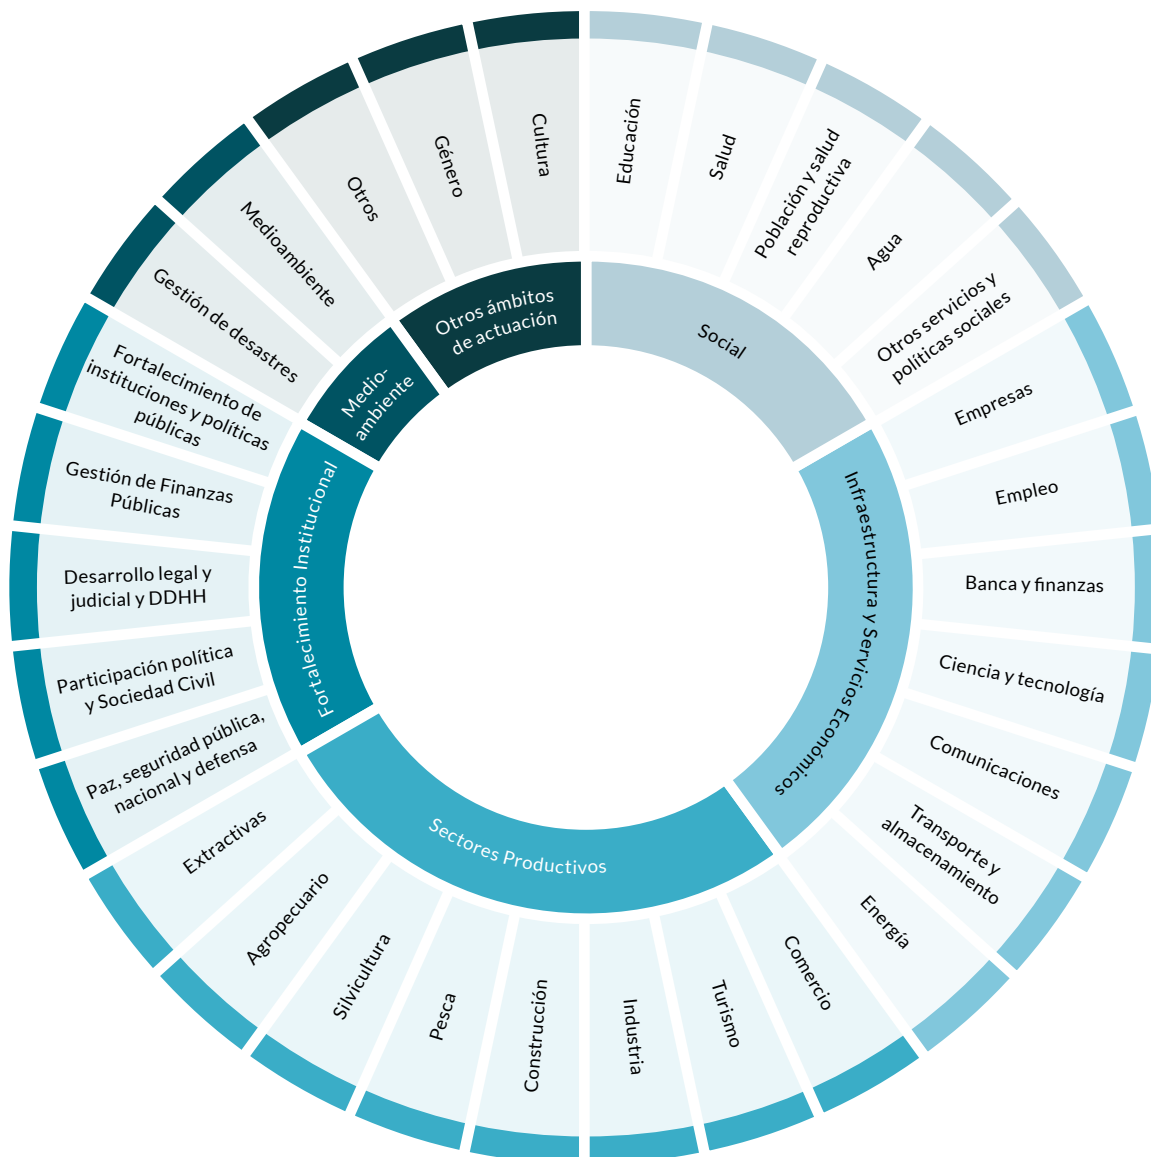 Educación
Salud
Población y salud
reproductiva
Agua
Otros servicios y
políticas sociales
Empresas
Empleo
Banca y finanzas
Ciencia y tecnología
Comunicaciones
Transporte y
almacenamiento
Energía
Comercio
Turismo
Industria
Construcción
Pesca
Silvicultura
Agropecuario
Extractivas
Paz, seguridad pública,
nacional y defensa
Participación política
y Sociedad Civil
Desarrollo legal y
judicial y DDHH
Gestión de Finanzas
Públicas
Fortalecimiento de
instituciones y políticas
públicas
Gestión de desastres
Medioambiente
Otros
Género
Cultura
Social
Infraestructura y Servicios Económicos
Sectores Productivos
Fortalecimiento Institucional
Medio-
ambiente
Otros ámbitos
de actuación